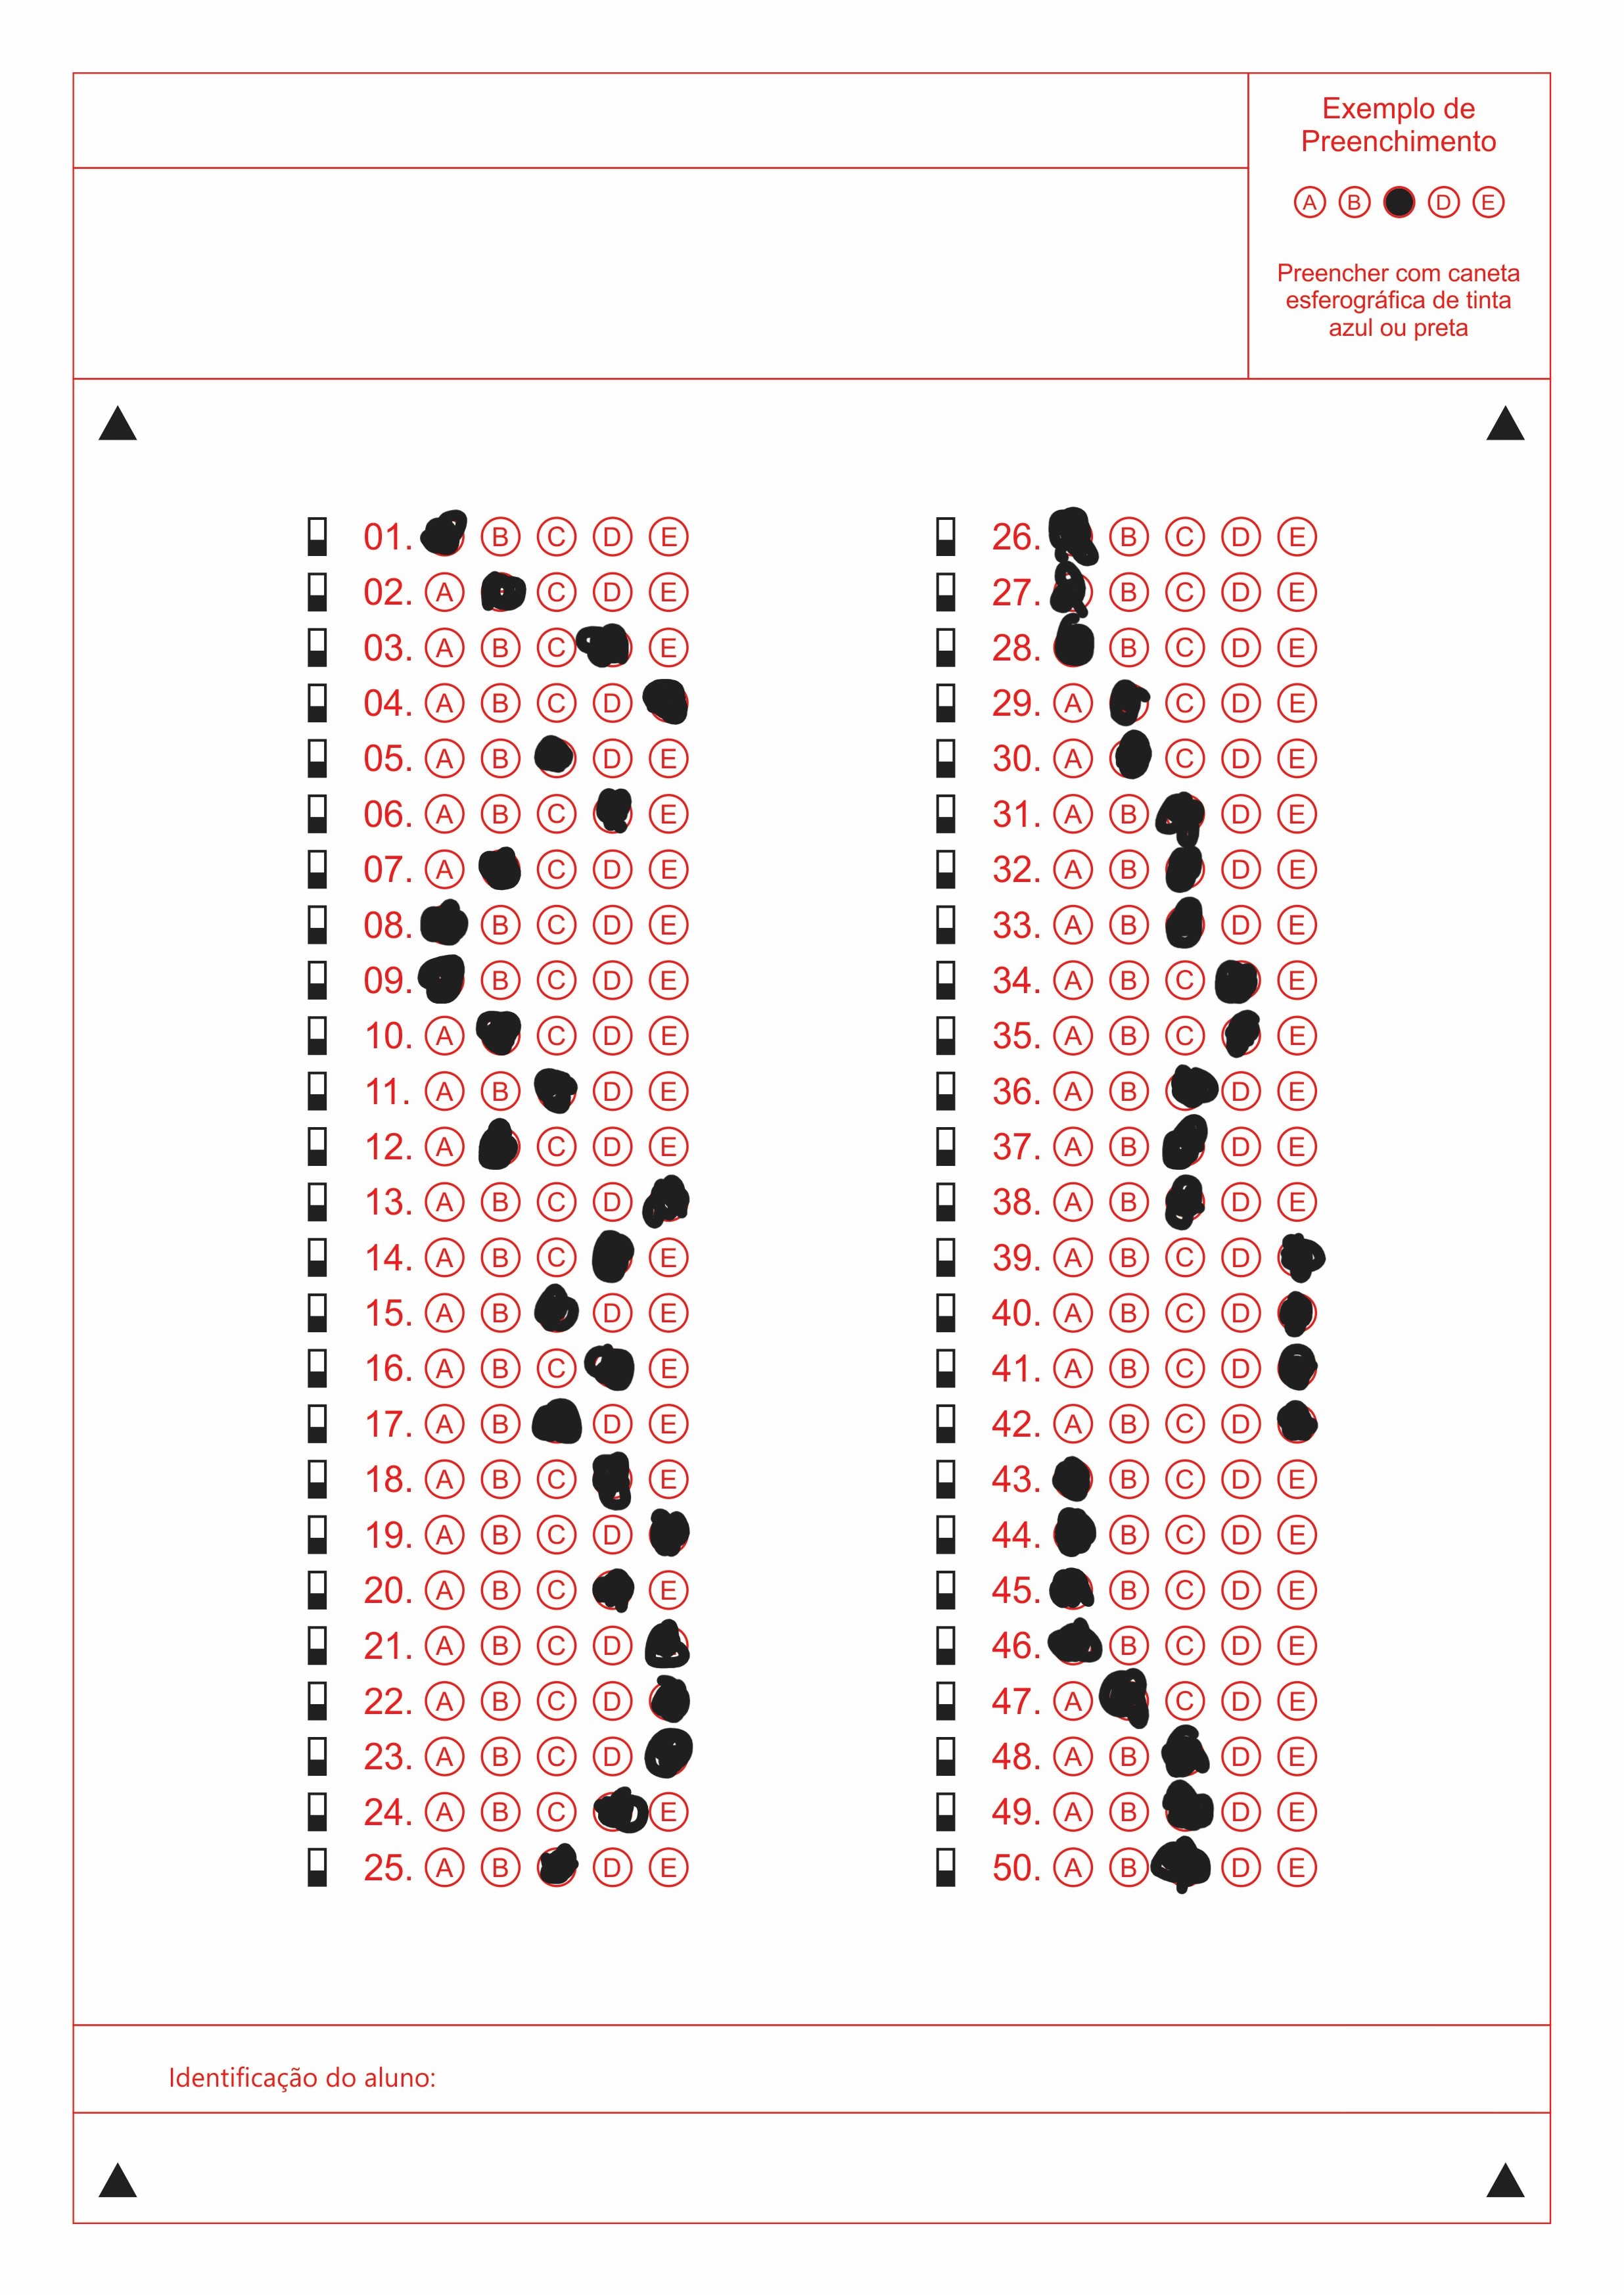 Exemplo de
Preenchimento
A B D E
Preencher com caneta
esferográfica de tinta
azul ou preta
01. B C D E
02. A C D E
03. A B C E
04. A B C D
05. A B D E
06. A B C E
07. A C D E
08. B C D E
09. B C D E
10. A C D E
11. A B D E
12. A C D E
13. A B C D
14. A B C E
15. A B D E
16. A B C E
17. A B D E
18. A B C E
19. A B C D
20. A B C E
21. A B C D
22. A B C D
23. A B C D
24. A B C E
25. A B D E
26. B C D E
27. B C D E
28. B C D E
29. A C D E
30. A C D E
31. A B D E
32. A B D E
33. A B D E
34. A B C E
35. A B C E
36. A B D E
37. A B D E
38. A B D E
39. A B C D
40. A B C D
41. A B C D
42. A B C D
43. B C D E
44. B C D E
45. B C D E
46. B C D E
47. A C D E
48. A B D E
49. A B D E
50. A B D E
Identificação do aluno: